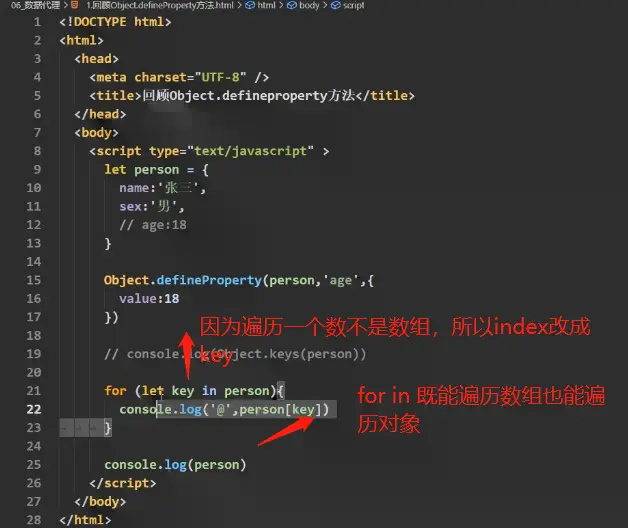 06_数据代理 > 1.回顾Object.defineProperty方法.html > html > body > script
1 <!DOCTYPE html>
2 <html>
3 <head>
4 <meta charset="UTF-8" />
5 <title>回顾Object.defineproperty方法</title>
6 </head>
7 <body>
8 <script type="text/javascript" >
9 let person = {
10 name:'张三',
11 sex:'男',
12 // age:18
13 }
14
15 Object.defineProperty(person,'age',{
16 value:18
17 })
18
因为遍历一个数不是数组，所以index改成
key
19 // console.log(Object.keys(person))
20
21 for (let key in person){
22 console.log('@',person[key])
23 }
for in 既能遍历数组也能遍
历对象
24
25 console.log(person)
26 </script>
27 </body>
28 </html>